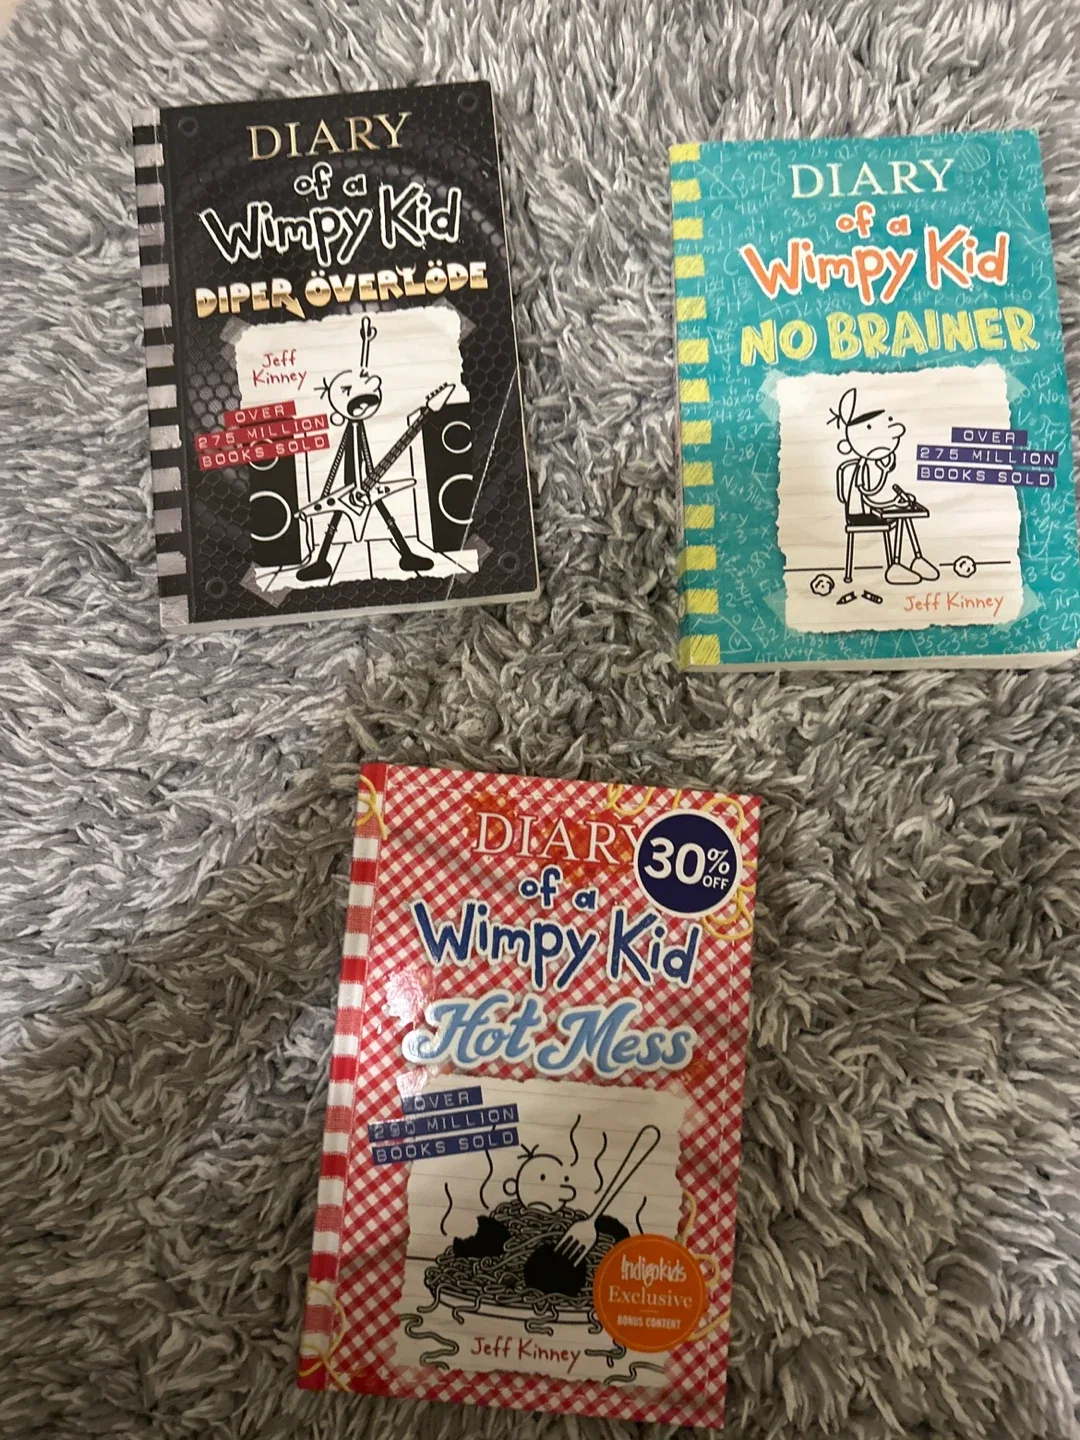 DIARY
of a
Wimpy Kid
DIPER ÖVERLÖDE
Jeff
Kinney
OVER
275 MILLION
BOOKS SOLD
DIARY
of a
Wimpy Kid
NO BRAINER
OVER
275 MILLION
BOOKS SOLD
Jeff Kinney
DIARY
30% OFF
of a
Wimpy Kid
Hot Mess
OVER
290 MILLION
BOOKS SOLD
Indigokids
Exclusive
BONUS CONTENT
Jeff Kinney